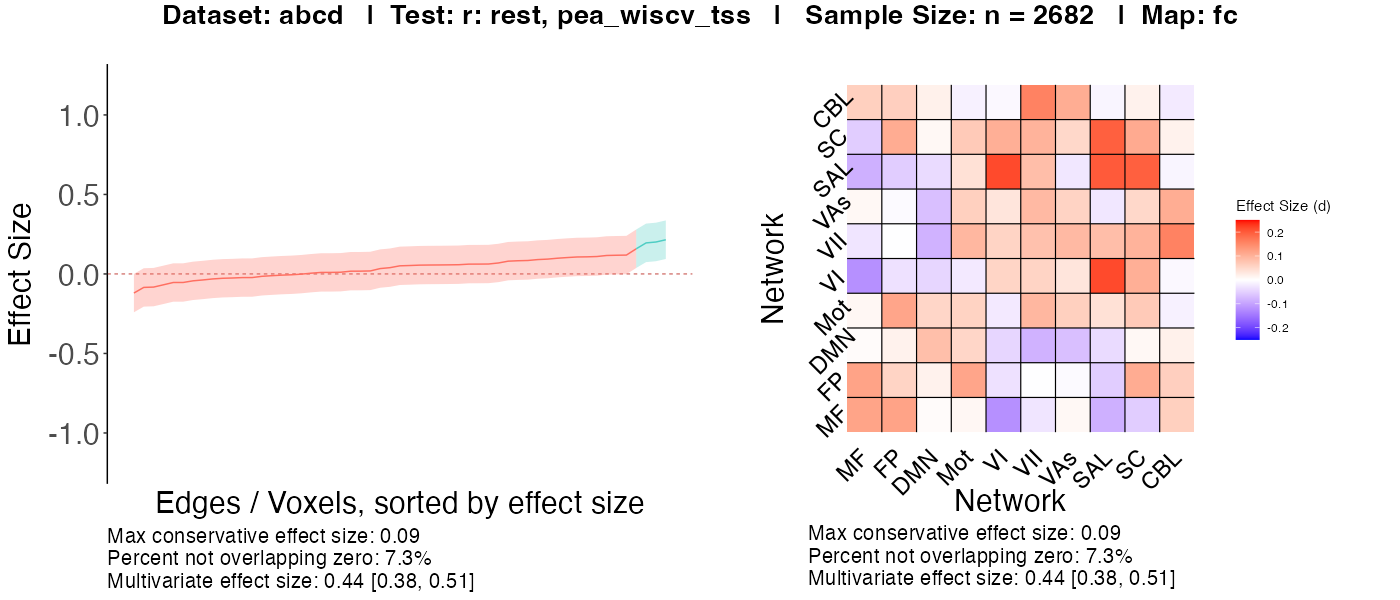 Dataset: abcd | Test: r: rest, pea_wiscv_tss | Sample Size: n = 2682 | Map: fc
Effect Size
1.0
0.5
0.0
-0.5
-1.0
Edges / Voxels, sorted by effect size
Max conservative effect size: 0.09
Percent not overlapping zero: 7.3%
Multivariate effect size: 0.44 [0.38, 0.51]
Network
CBL
SC
SAL
VAs
VII
VI
Mot
DMN
FP
MF
MF FP DMN Mot VI VII VAs SAL SC CBL
Network
Max conservative effect size: 0.09
Percent not overlapping zero: 7.3%
Multivariate effect size: 0.44 [0.38, 0.51]
Effect Size (d)
0.2
0.1
0.0
-0.1
-0.2